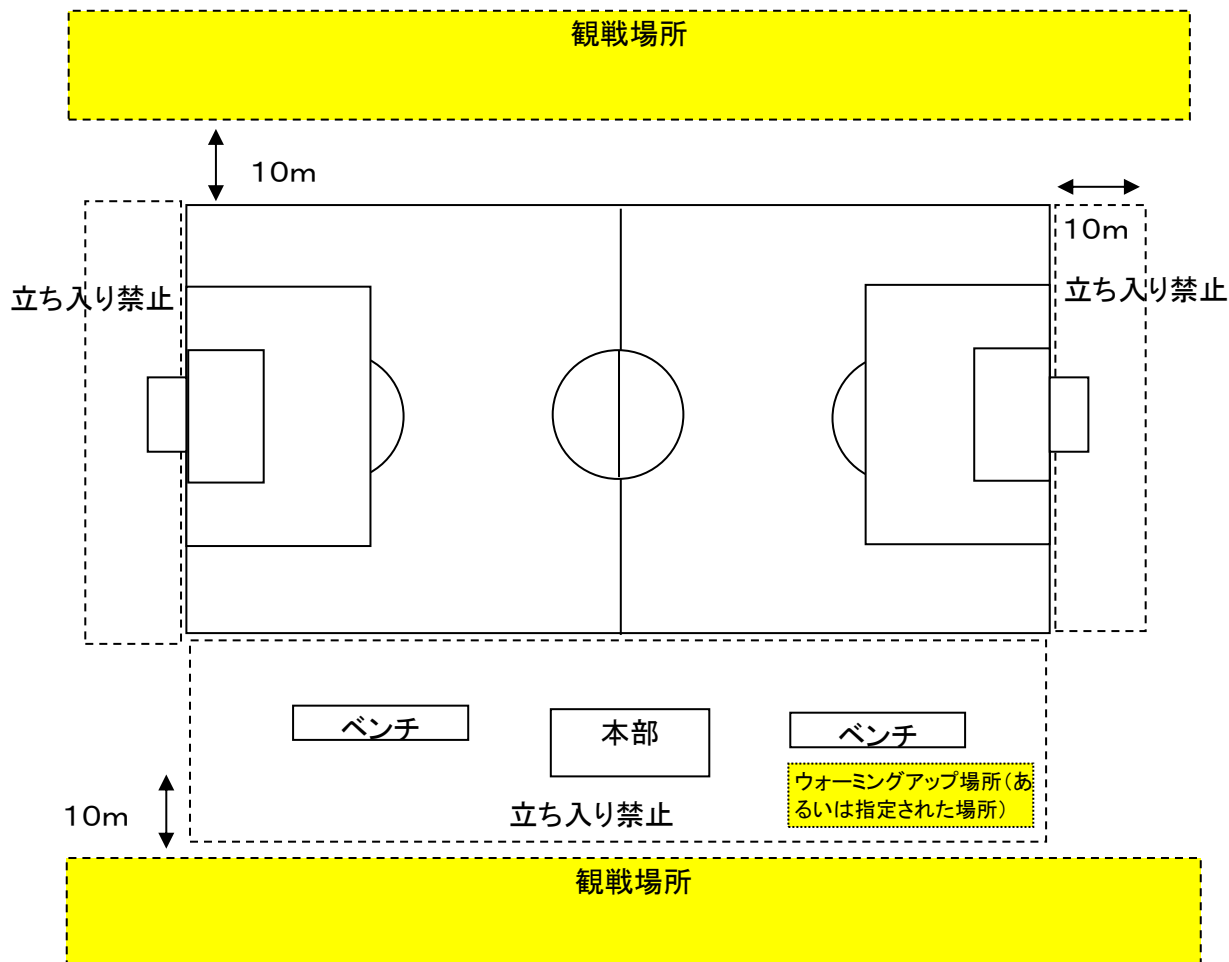 観戦場所
10m
10m
立ち入り禁止
立ち入り禁止
ベンチ
本部
ベンチ
ウォーミングアップ場所(あ
るいは指定された場所)
10m
立ち入り禁止
観戦場所